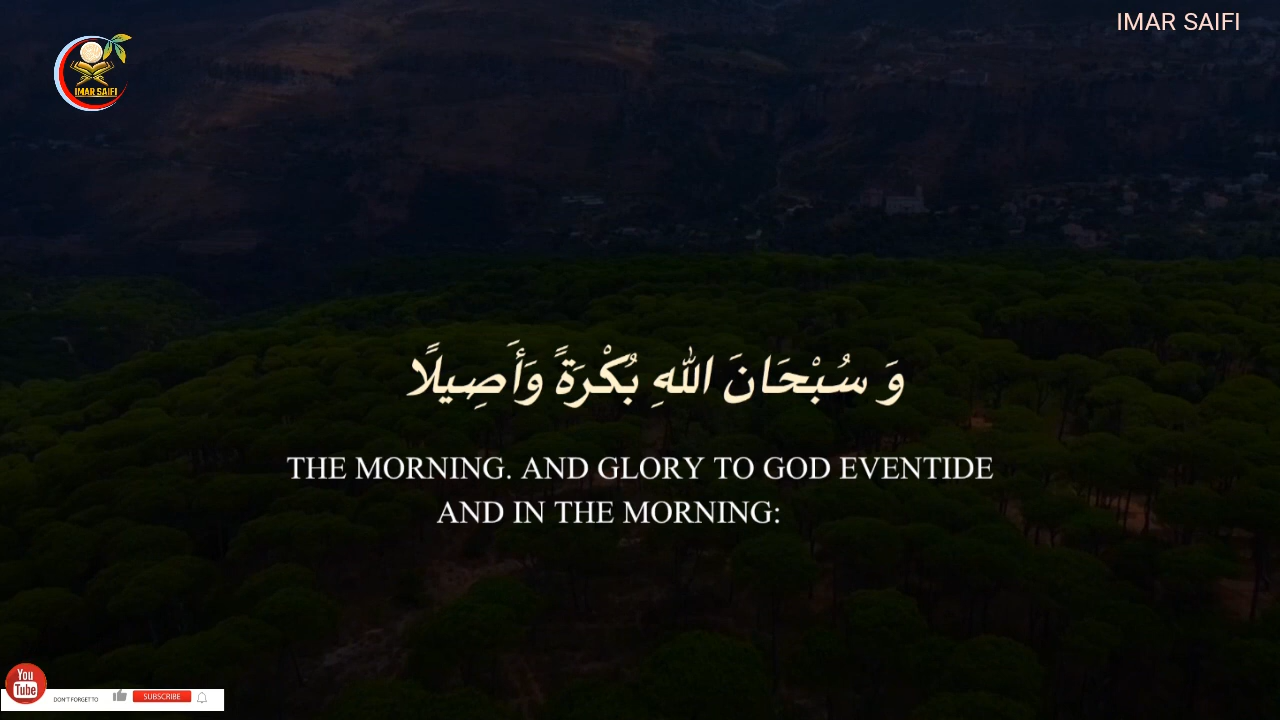 IMAR SAIFI
IMAR SAIFI
وَ سُبْحَانَ اللهِ بُكْرَةً وَأَصِيلًا
THE MORNING. AND GLORY TO GOD EVENTIDE
AND IN THE MORNING:
You
Tube
DON'T FORGET TO
SUBSCRIBE